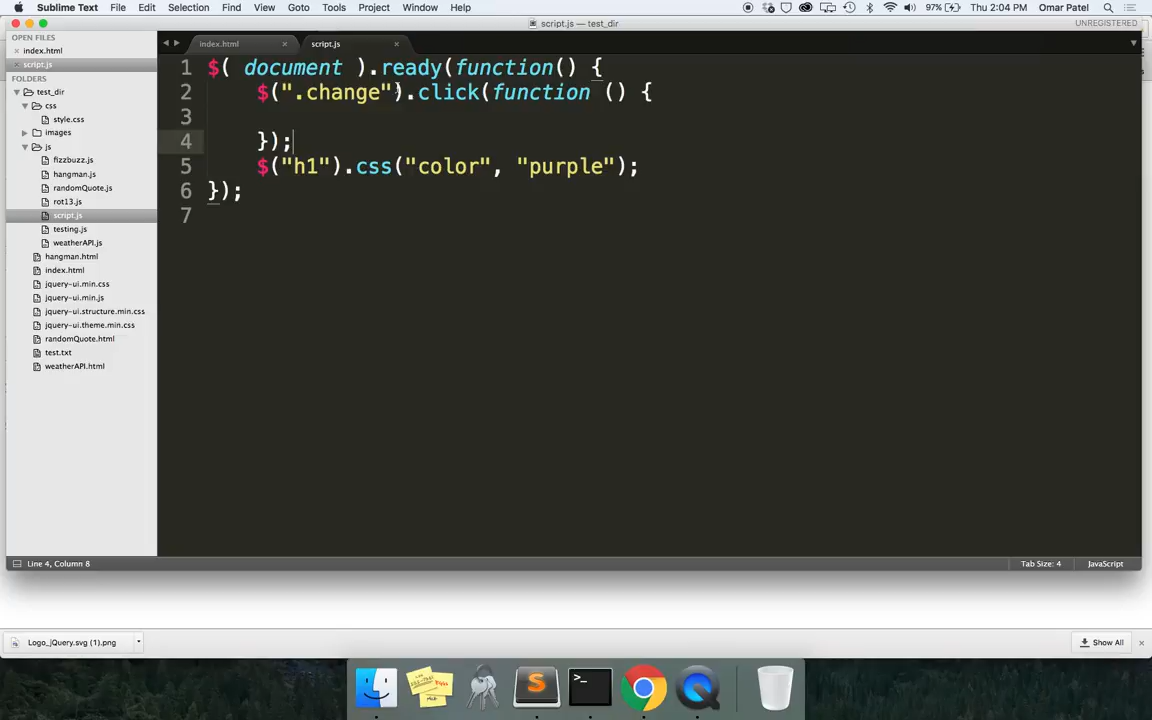 Sublime Text File Edit Selection Find View Goto Tools Project Window Help 97% Thu 2:04 PM Omar Patel
script.js — test_dir UNREGISTERED
OPEN FILES
index.html
script.js
FOLDERS
test_dir
css
style.css
images
js
fizzbuzz.js
hangman.js
randomQuote.js
rot13.js
script.js
testing.js
weatherAPI.js
hangman.html
index.html
jquery-ui.min.css
jquery-ui.min.js
jquery-ui.structure.min.css
jquery-ui.theme.min.css
randomQuote.html
test.txt
weatherAPI.html
index.html script.js
1 $( document ).ready(function() {
2 $(".change").click(function () {
3
4 });
5 $("h1").css("color", "purple");
6 });
7
Line 4, Column 8 Tab Size: 4 JavaScript
Logo_jQuery.svg (1).png Show All